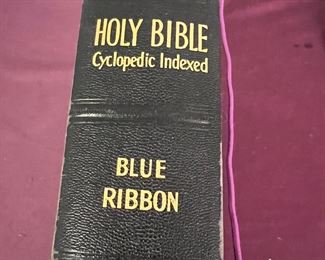 HOLY BIBLE
Cyclopedic Indexed
BLUE
RIBBON